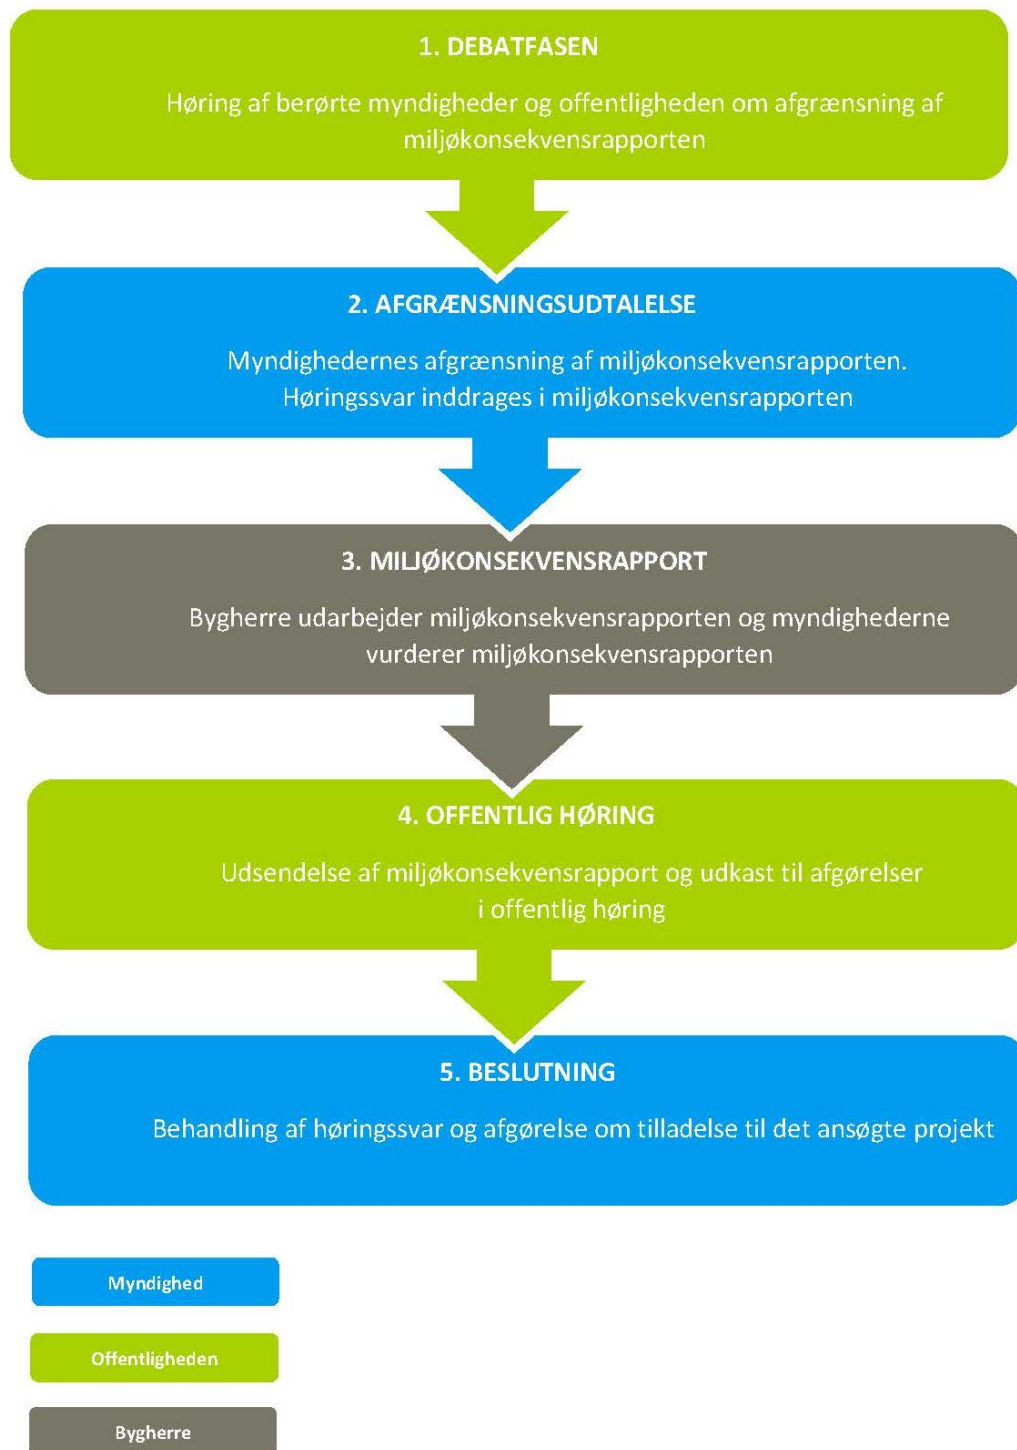 1. DEBATFASEN
Høring af berørte myndigheder og offentligheden om afgrænsning af
miljøkonsekvensrapporten
2. AFGRÆNSNINGSUDTALELSE
Myndighedernes afgrænsning af miljøkonsekvensrapporten.
Høringssvar inddrages i miljøkonsekvensrapporten
3. MILJØKONSEKVENSRAPPORT
Bygherre udarbejder miljøkonsekvensrapporten og myndighederne
vurderer miljøkonsekvensrapporten
4. OFFENTLIG HØRING
Udsendelse af miljøkonsekvensrapport og udkast til afgørelser
i offentlig høring
5. BESLUTNING
Behandling af høringssvar og afgørelse om tilladelse til det ansøgte projekt
Myndighed
Offentligheden
Bygherre